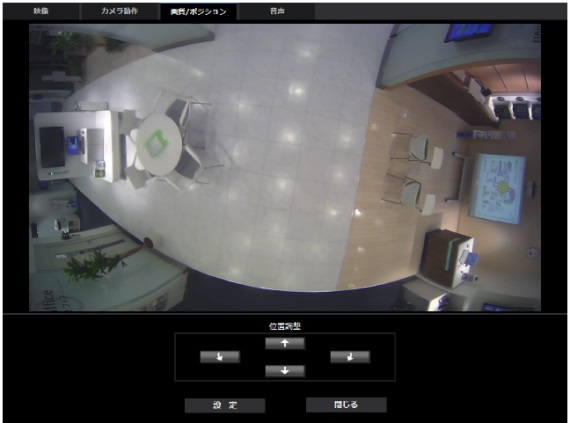 映像 カメラ動作 画質/ポジション 音声
office
位置調整
設 定 閉じる